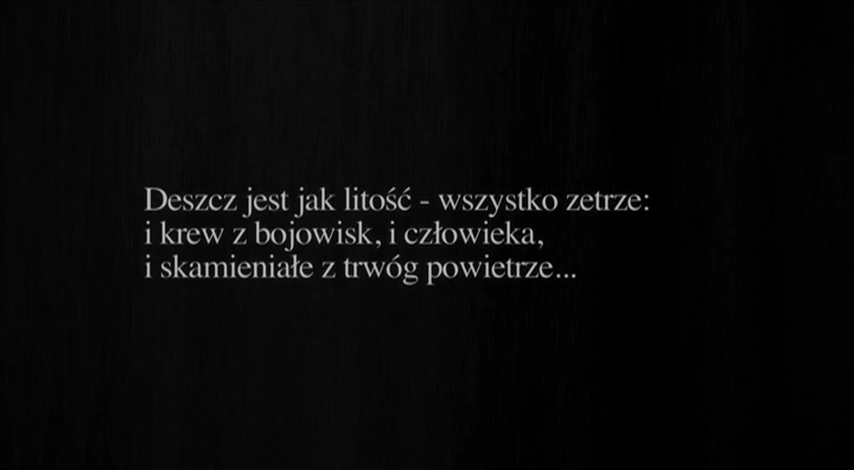 Deszcz jest jak litość - wszystko zetrze:
i krew z bojowisk, i człowieka,
i skamieniałe z trwóg powietrze...